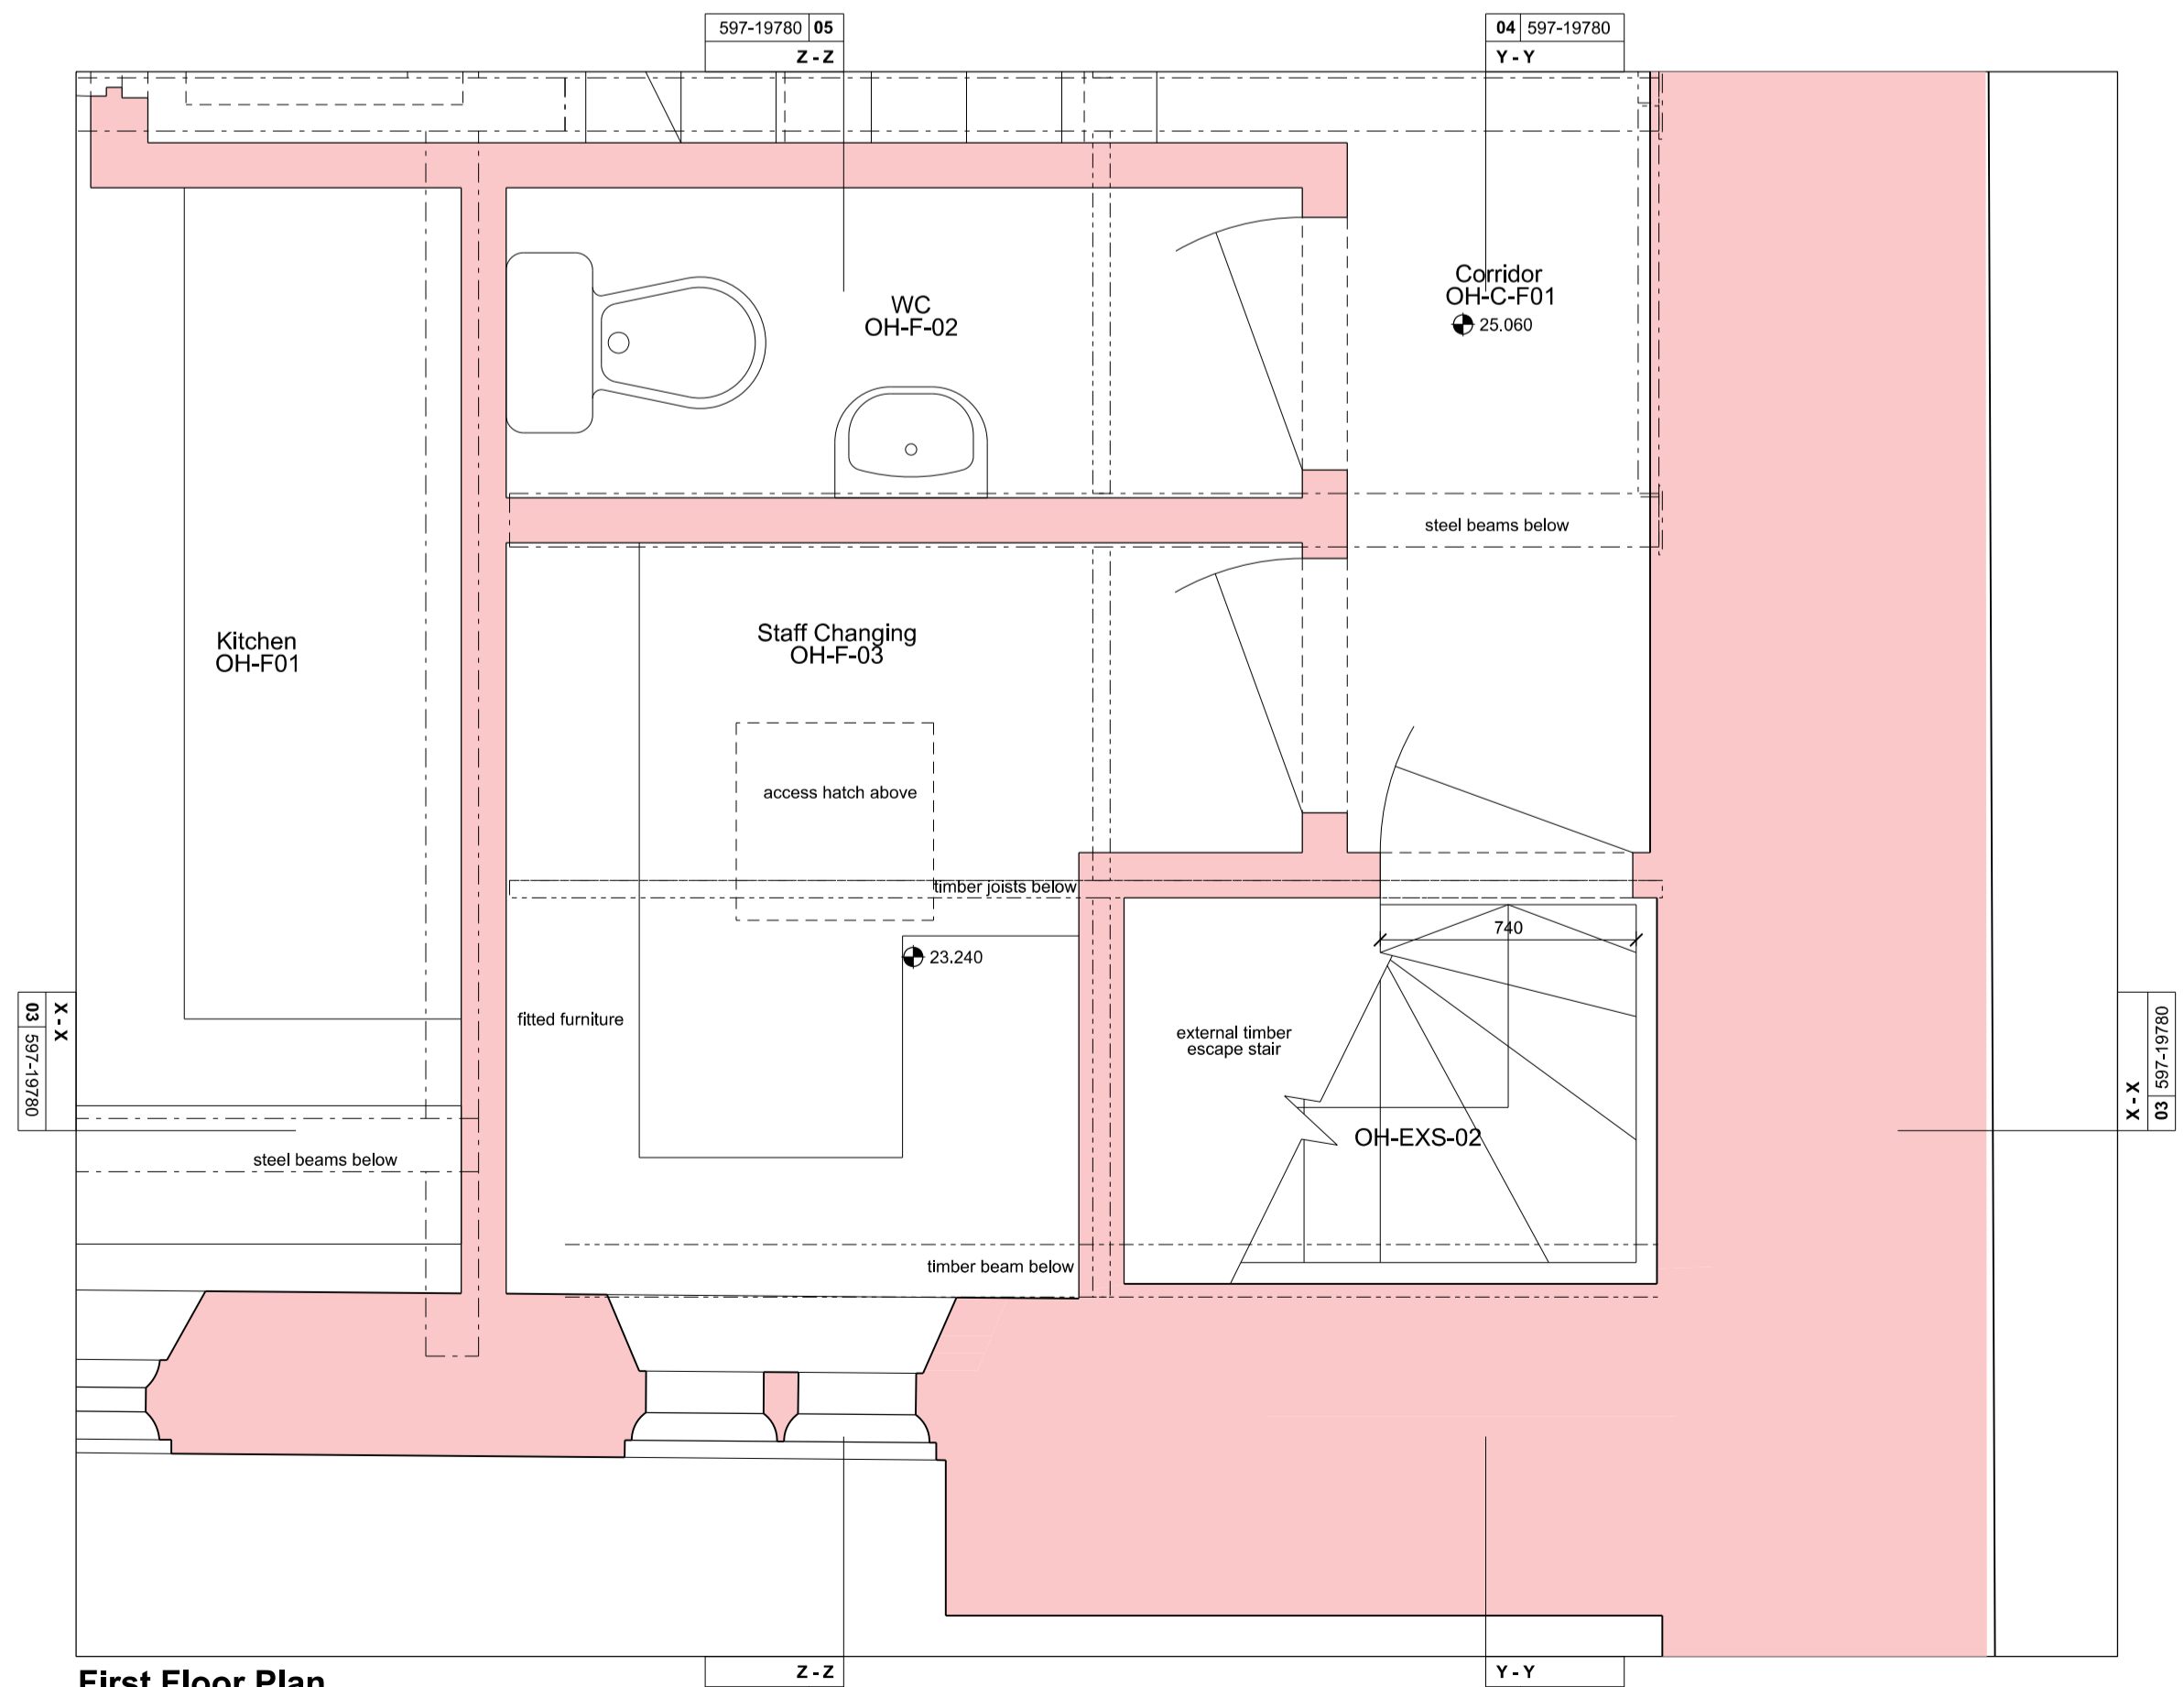 597-19780 05
Z - Z
04 597-19780
Y - Y
Corridor
OH-C-F01
25.060
WC
OH-F-02
steel beams below
Staff Changing
OH-F-03
Kitchen
OH-F01
access hatch above
timber joists below
740
23.240
fitted furniture
external timber
escape stair
X - X
03 597-19780
X - X
03 597-19780
OH-EXS-02
steel beams below
timber beam below
First Floor Plan
Z - Z
Y - Y